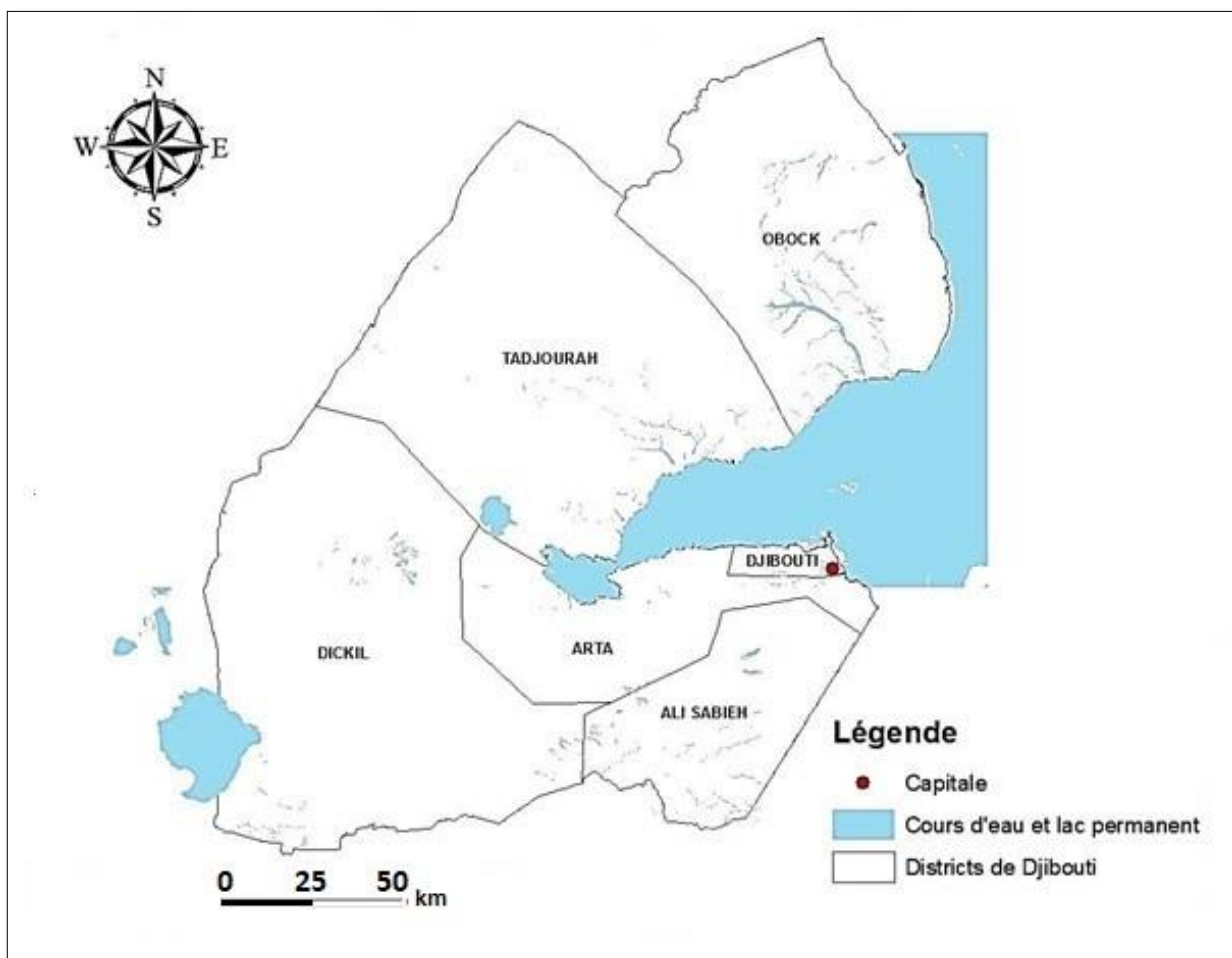 N
W E
S
OBOCK
TADJOURAH
DJIBOUTI
DICKIL
ARTA
ALI SABIEH
Légende
Capitale
Cours d'eau et lac permanent
Districts de Djibouti
0 25 50 km